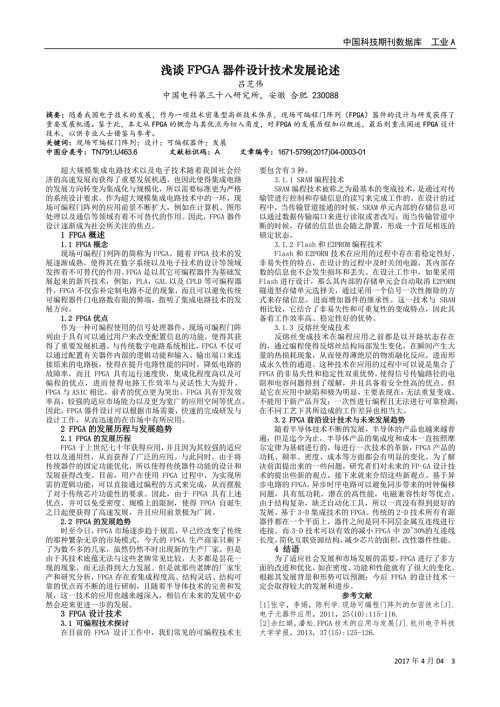 中国科技期刊数据库 工业 A
浅谈 FPGA 器件设计技术发展论述
吕芝伟
中国电科第三十八研究所，安徽 合肥 230088
摘要：随着我国电子技术的发展，作为一项技术密集型高新技术体系，现场可编程门阵列（FPGA）器件的设计与研发获得了
重要发展机遇。鉴于此，本文从 FPGA 的概念与其优点为切入角度，对 FPGA 的发展历程加以概述，最后则重点阐述 FPGA 设计
技术，以供专业人士借鉴与参考。
关键词：现场可编程门阵列；设计；可编程器件；发展
中图分号：TN791;U463.6 文献标识码：A 文章编号：1671-5799(2017)04-0003-01
超大规模集成电路技术以及电子技术随着我国社会经
济的高速发展而获得了重要发展机遇。也因此使得集成电路
的发展方向转变为集成化与规模化，所以需要标准更为严格
的系统设计要求。作为超大规模集成电路技术中的一环，现
场可编程门阵列的应用前景不断扩大，例如在计算机、图形
处理以及通信等领域有着不可替代的作用。因此，FPGA 器件
设计逐渐成为社会所关注的焦点。
1 FPGA 概述
1.1 FPGA 概念
现场可编程门列阵的简称为 FPGA。随着 FPGA 技术的发
展逐渐成熟，使得其在数字系统以及电子技术的设计等领域
发挥着不可替代的作用。FPGA 是以其它可编程器件为基础发
展起来的新兴技术，例如，PLA，GAL 以及 CPLD 等可编程器
件，FPGA 不仅弥补定制电路不足的现象，而且可以避免传统
可编程器件门电路数有限的弊端，指明了集成电路技术的发
展方向。
1.2 FPGA 优点
作为一种可编程使用的信号处理器件，现场可编程门阵
列由于具有可以通过用户来改变配置信息的功能，使得其获
得了重要发展机遇。与传统数字电路系统相比，FPGA 不仅可
以通过配置有关器件内部的逻辑功能和输入、输出端口来连
接原来的电路板，使得在提升电路性能的同时，降低电路的
故障率。而且 FPGA 具有运行速度快，集成化程度高以及可
编程的优点，进而使得电路工作效率与灵活性大为提升。
FPGA 与 ASIC 相比，前者的优点更为突出。FPGA 具有开发效
率高，较强的适应市场能力以及更为宽广的应用空间等优点。
因此，FPGA 器件设计可以根据市场需要，快速的完成研发与
设计工作，从而迅速的在市场中有所应用。
2 FPGA 的发展历程与发展趋势
2.1 FPGA 的发展历程
FPGA 于上世纪七十年获得应用，并且因为其较强的适应
性以及通用性，从而获得了广泛的应用。与此同时，由于将
传统器件的固定功能优化，所以使得传统器件功能的设计和
发展获得改变。目前，用户在使用 FPGA 过程中，为实现所
需的逻辑功能，可以直接通过编程的方式来完成，从而摆脱
了对于传统芯片功能性的要求。因此，由于 FPGA 具有上述
优点，并可以免受密度、规模上的限制，使得 FPGA 自诞生
之日起便获得了高速发展，并且应用前景极为广阔。
2.2 FPGA 的发展趋势
时至今日，FPGA 市场逐步趋于规范，早已经改变了传统
的那种繁杂无章的市场模式，今天的 FPGA 生产商家只剩下
了为数不多的几家，虽然仍然不时出现新的生产厂家，但是
由于其技术底蕴无法与这些老牌常见比较，大多都是昙花一
现的现象，而无法得到大力发展。但是就那些老牌的厂家生
产和研究分析，FPGA 存在着集成程度高、结构灵活、结构可
靠的优点而不断的进行研制，且随着半导体技术的完善和发
展，这一技术的应用也越来越深入，相信在未来的发展中必
然会迎来更进一步的发展。
3 FPGA 设计技术
3.1 可编程技术探讨
在目前的 FPGA 设计工作中，我们常见的可编程技术主
要包含有 3 种。
3.1.1 SRAM 编程技术
SRAM 编程技术被称之为最基本的变成技术，是通过对传
输管进行控制和存储信息的读写来完成工作的。在设计的过
程中，当传输管道接通的时候，SRAM 单元内部的存储信息可
以通过数据传输端口来进行读取或者改写；而当传输管道中
断的时候，存储的信息也会随之静置，形成一个首尾相连的
锁定状态。
3.1.2 Flash 和 E2PROM 编程技术
Flash 和 E2PORM 技术在应用的过程中存在着稳定性好、
非易失性的特点，在设计的过程中及时关闭电源，其内部存
数的信息也不会发生损坏和丢失。在设计工作中，如果采用
Flash 进行设计，那么其内部的存储单元会自动取消 E2PORM
隧道型存储单元选择关，通过采用一个信号一次性擦除的方
式来存储信息，进而增加器件的继承性。这一技术与 SRAM
相比较，它结合了非易失性和可重复性的变成特点，因此具
备着工作效率高、稳定性好的优势。
3.1.3 反熔丝变成技术
反熔丝变成技术在编程应用之前都是以开路状态存在
的，通过编程使得反熔丝结构局部发生变化，在瞬间产生大
量的热损耗现象，从而使得薄绝层的物质融化反应，进而形
成永久性的通道。这种技术在应用的过程中可以说是集合了
FPGA 的非易失性和稳定性双重优势，使得信号传输路径的电
阻和电容问题得到了缓解，并且具备着安全性高的优点。但
是它在应用中缺陷和极为明显，主要表现在：无法重复变成、
不能用于新产品开发；一次性进行编程且无法进行可靠检测；
在不同工艺下其所造成的工作差异也相当大。
3.2 FPGA 前沿设计技术与未来发展趋势
随着半导体技术不断的发展，半导体的产品也越来越普
遍，但是迄今为止，半导体产品的集成度和成本一直按照摩
尔定律为基础进行的，每进行一次技术的革新，FPGA 产品的
功耗、频率、密度、成本等方面都会有明显的变化。为了解
决前面提出来的一些问题，研究者们对未来的 FP-GA 设计技
术的提出些新的观点，接下来就来介绍这些新观点。基于异
步电路的 FPGA。异步时序电路可以避免同步带来的时钟偏移
问题，具有低功耗，潜在的高性能，电磁兼容性好等优点。
由于结构复杂，缺乏自动化工具，所以一直没有得到很好的
发展。基于 3-D 集成技术的 FPGA。传统的 2-D 技术所有源
器件都在一个平面上，器件之间是同不同层金属互连线进行
连接。而 3-D 技术可以有效的减小 FPGA 中 20~30%的互连线
长度，简化互联资源结构，减少芯片的面积，改性器件性能。
4 结语
为了适应社会发展和市场发展的需要，FPGA 进行了多方
面的改进和优化。如在密度、功能和性能就有了很大的变化。
根据其发展背景和形势可以预测：今后 FPGA 的设计技术一
定会取得较大的发展和进步。
参考文献
[1]张宇，李娟，陈利学.现场可编程门阵列的加密技术[J].
电子元器件应用，2011，25(10):115-116.
[2]余红娟，潘松.FPGA 技术的应用与发展[J].杭州电子科技
大学学报，2013，37(15):125-126.
2017 年 4 月 04 3